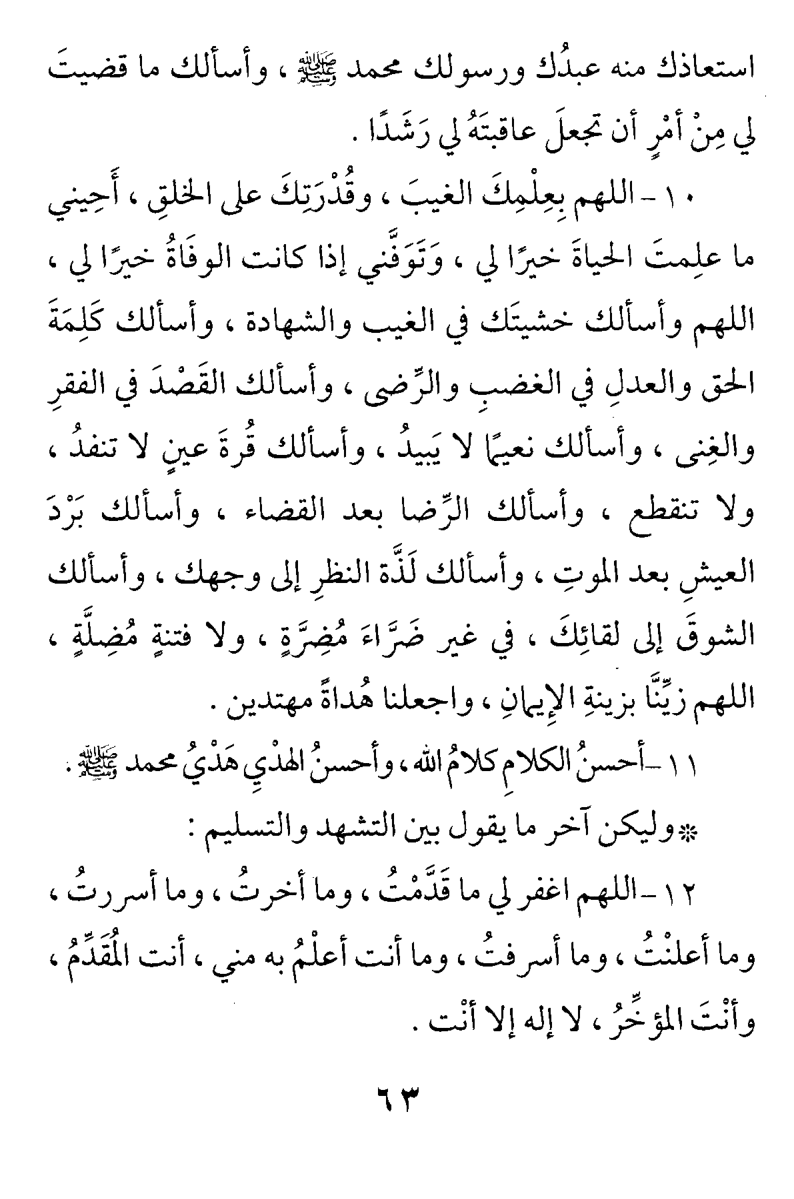 استعاذك منه عبدُك ورسولك محمد ﷺ ، وأسألك ما قضيتَ
لي مِنْ أمْرٍ أن تجعلَ عاقبتَهُ لي رَشَدًا .
١٠ – اللهم بِعِلْمِكَ الغيبَ ، وقُدْرَتِكَ على الخلقِ ، أَحِيني
ما علِمتَ الحياةَ خيرًا لي ، وَتَوَفَّني إذا كانت الوفَاةُ خيرًا لي ،
اللهم وأسألك خشيتَك في الغيب والشهادة ، وأسألك كَلِمَةَ
الحق والعدلِ في الغضبِ والرِّضى ، وأسألك القَصْدَ في الفقرِ
والغِنى ، وأسألك نعيمًا لا يَبيدُ ، وأسألك قُرةَ عينٍ لا تنفدُ ،
ولا تنقطع ، وأسألك الرِّضا بعد القضاء ، وأسألك بَرْدَ
العيشِ بعد الموتِ ، وأسألك لَذَّة النظرِ إلى وجهك ، وأسألك
الشوقَ إلى لقائِكَ ، في غير ضَرَّاءَ مُضِرَّةٍ ، ولا فتنةٍ مُضِلَّةٍ ،
اللهم زيِّنَّا بزينةِ الإِيمانِ ، واجعلنا هُداةً مهتدين .
١١ – أحسنُ الكلامِ كلامُ الله ، وأحسنُ الهدْيِ هَدْيُ محمد ﷺ .
* وليكن آخر ما يقول بين التشهد والتسليم :
١٢ – اللهم اغفر لي ما قَدَّمْتُ ، وما أخرتُ ، وما أسررتُ ،
وما أعلنْتُ ، وما أسرفتُ ، وما أنت أعلْمُ به مني ، أنت المُقَدِّمُ ،
وأنْتَ المؤخِّرُ ، لا إله إلا أنْت .
٦٣